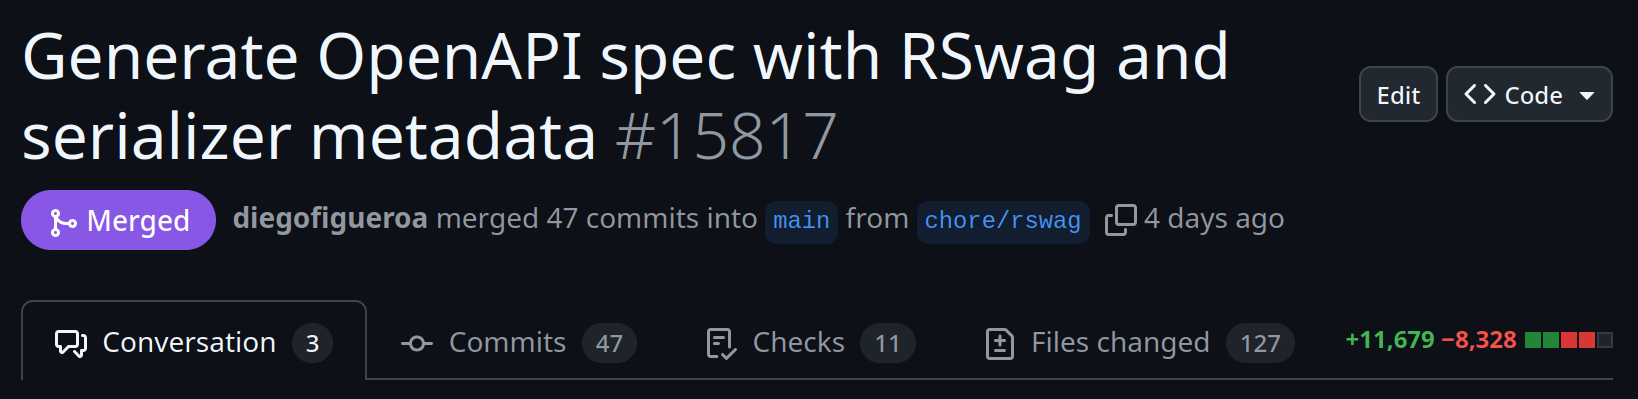 Generate OpenAPI spec with RSwag and
serializer metadata #15817
Edit
Code
Merged
diegofigueroa merged 47 commits into main from chore/rswag 4 days ago
Conversation 3
Commits 47
Checks 11
Files changed 127
+11,679 −8,328